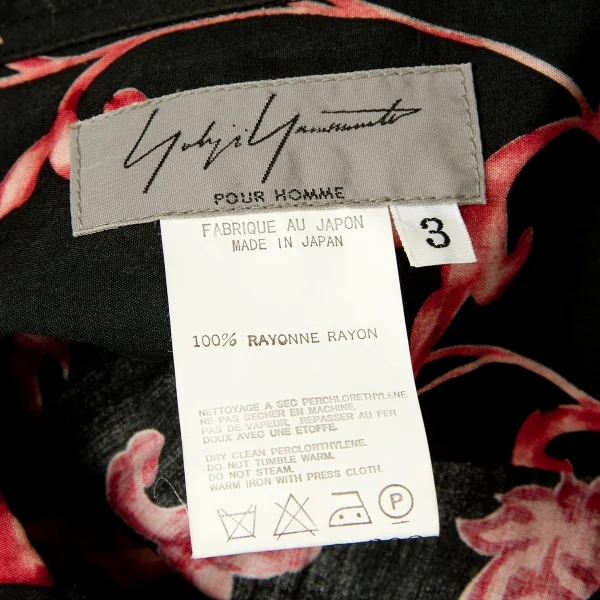 Yohji Yamamoto
POUR HOMME
3
FABRIQUE AU JAPON
MADE IN JAPAN
100% RAYONNE RAYON
NETTOYAGE A SEC PERCHLORETHYLENE.
NE PAS SECHER EN MACHINE.
PAS DE VAPEUR. REPASSER AU FER
DOUX AVEC UNE ETOFFE.
DRY CLEAN PERCLORTHYLENE.
DO NOT TUMBLE WARM.
DO NOT STEAM.
WARM IRON WITH PRESS CLOTH.
P